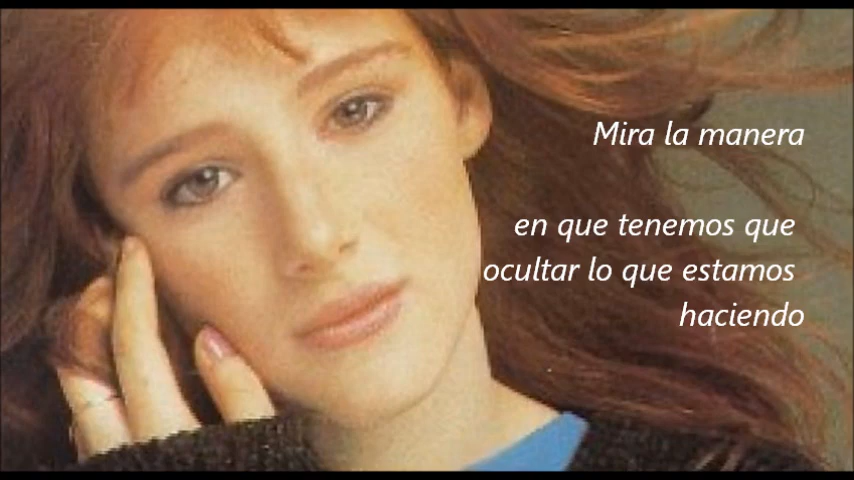 Mira la manera
en que tenemos que
ocultar lo que estamos
haciendo